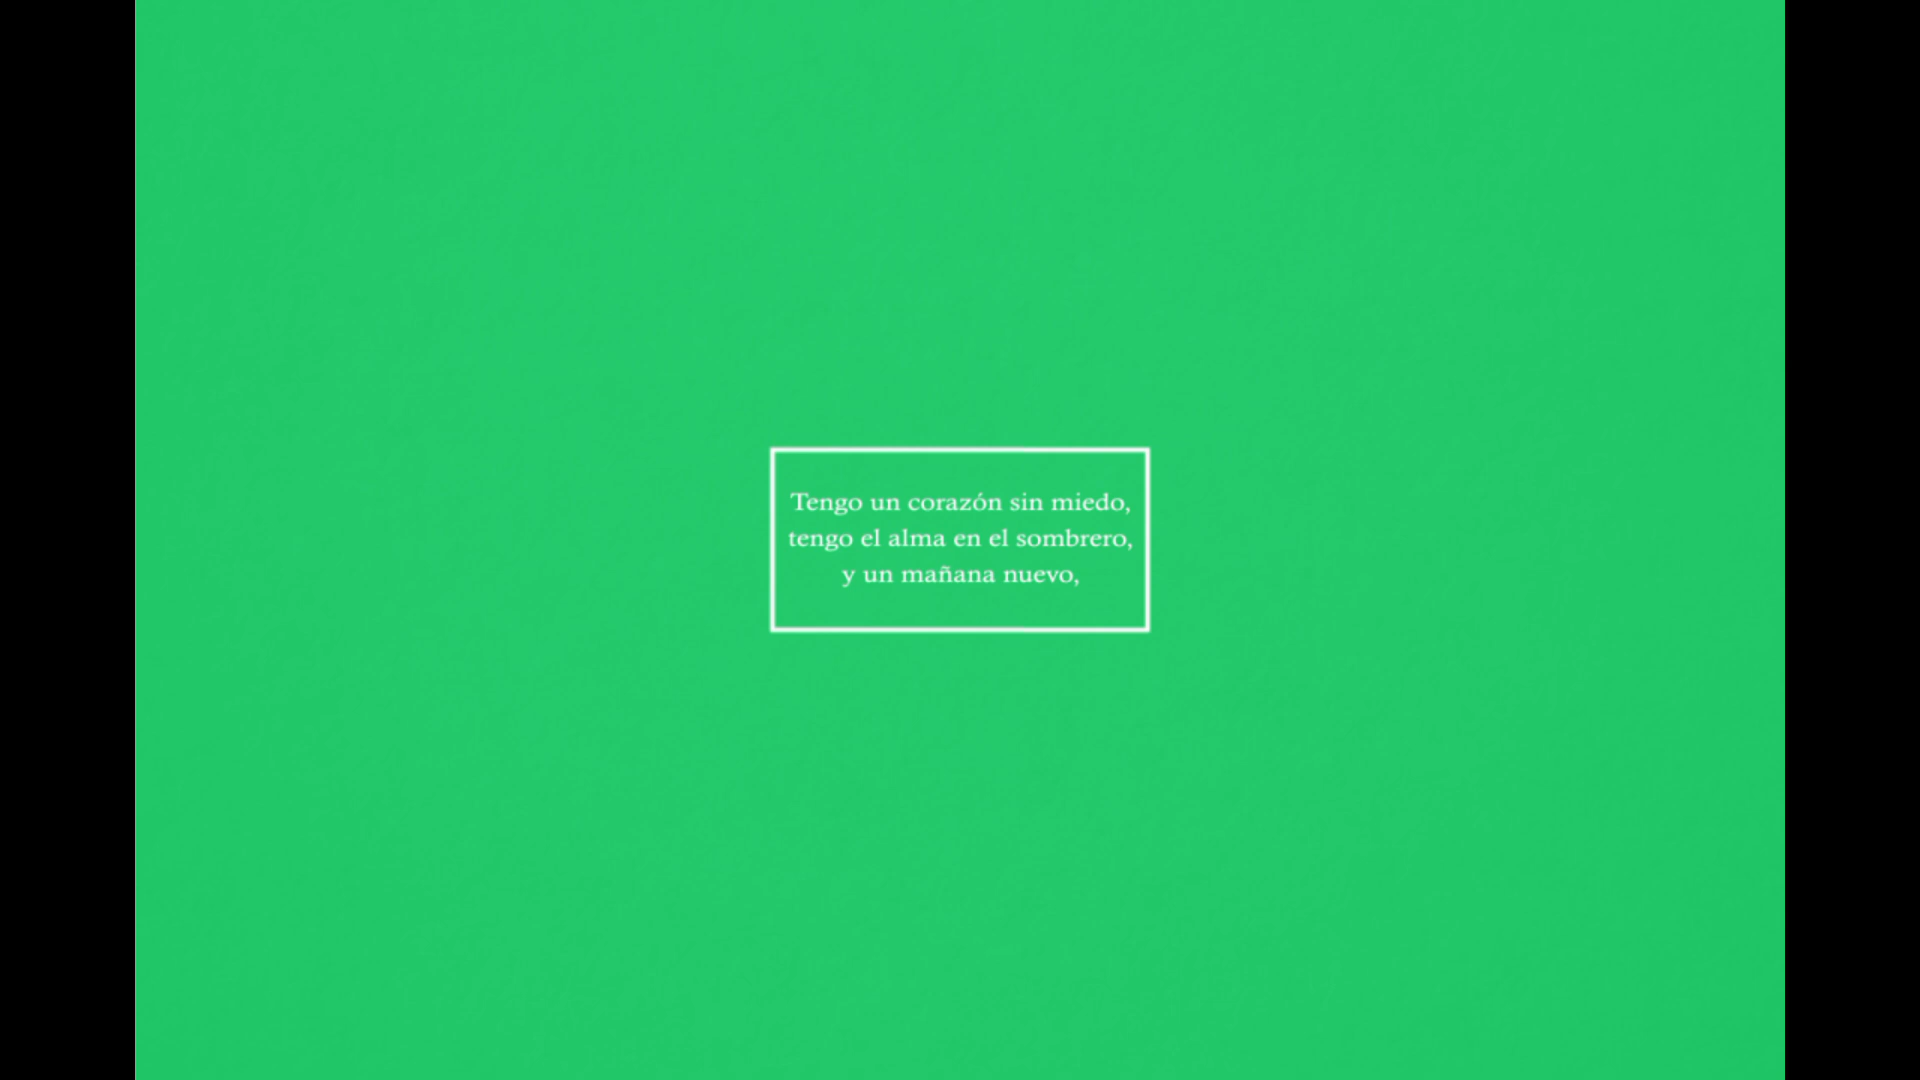 Tengo un corazón sin miedo,
tengo el alma en el sombrero,
y un mañana nuevo,